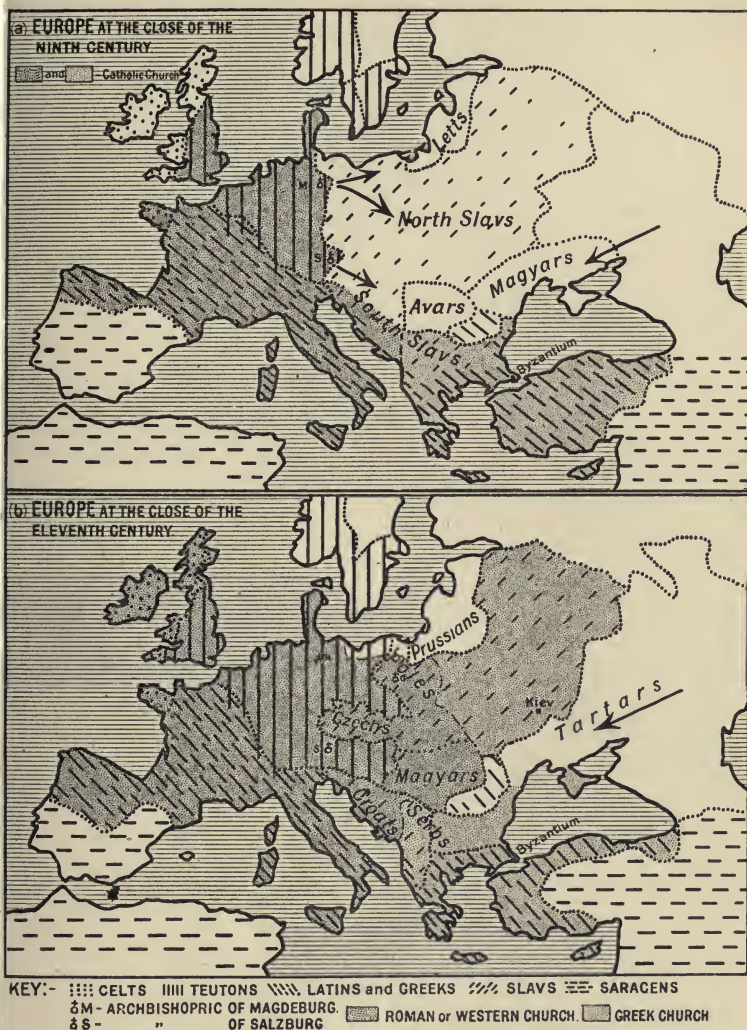 (a) EUROPE AT THE CLOSE OF THE
NINTH CENTURY.
and - Catholic Church
Letts
M
North Slavs
S
Magyars
Avars
South Slavs
Byzantium
(b) EUROPE AT THE CLOSE OF THE
ELEVENTH CENTURY.
Prussians
Poles
Kiev
Tartars
Czechs
S
Magyars
Croats
Serbs
Byzantium
KEY:- CELTS TEUTONS LATINS and GREEKS SLAVS SARACENS
M - ARCHBISHOPRIC OF MAGDEBURG. ROMAN or WESTERN CHURCH. GREEK CHURCH
S - " OF SALZBURG